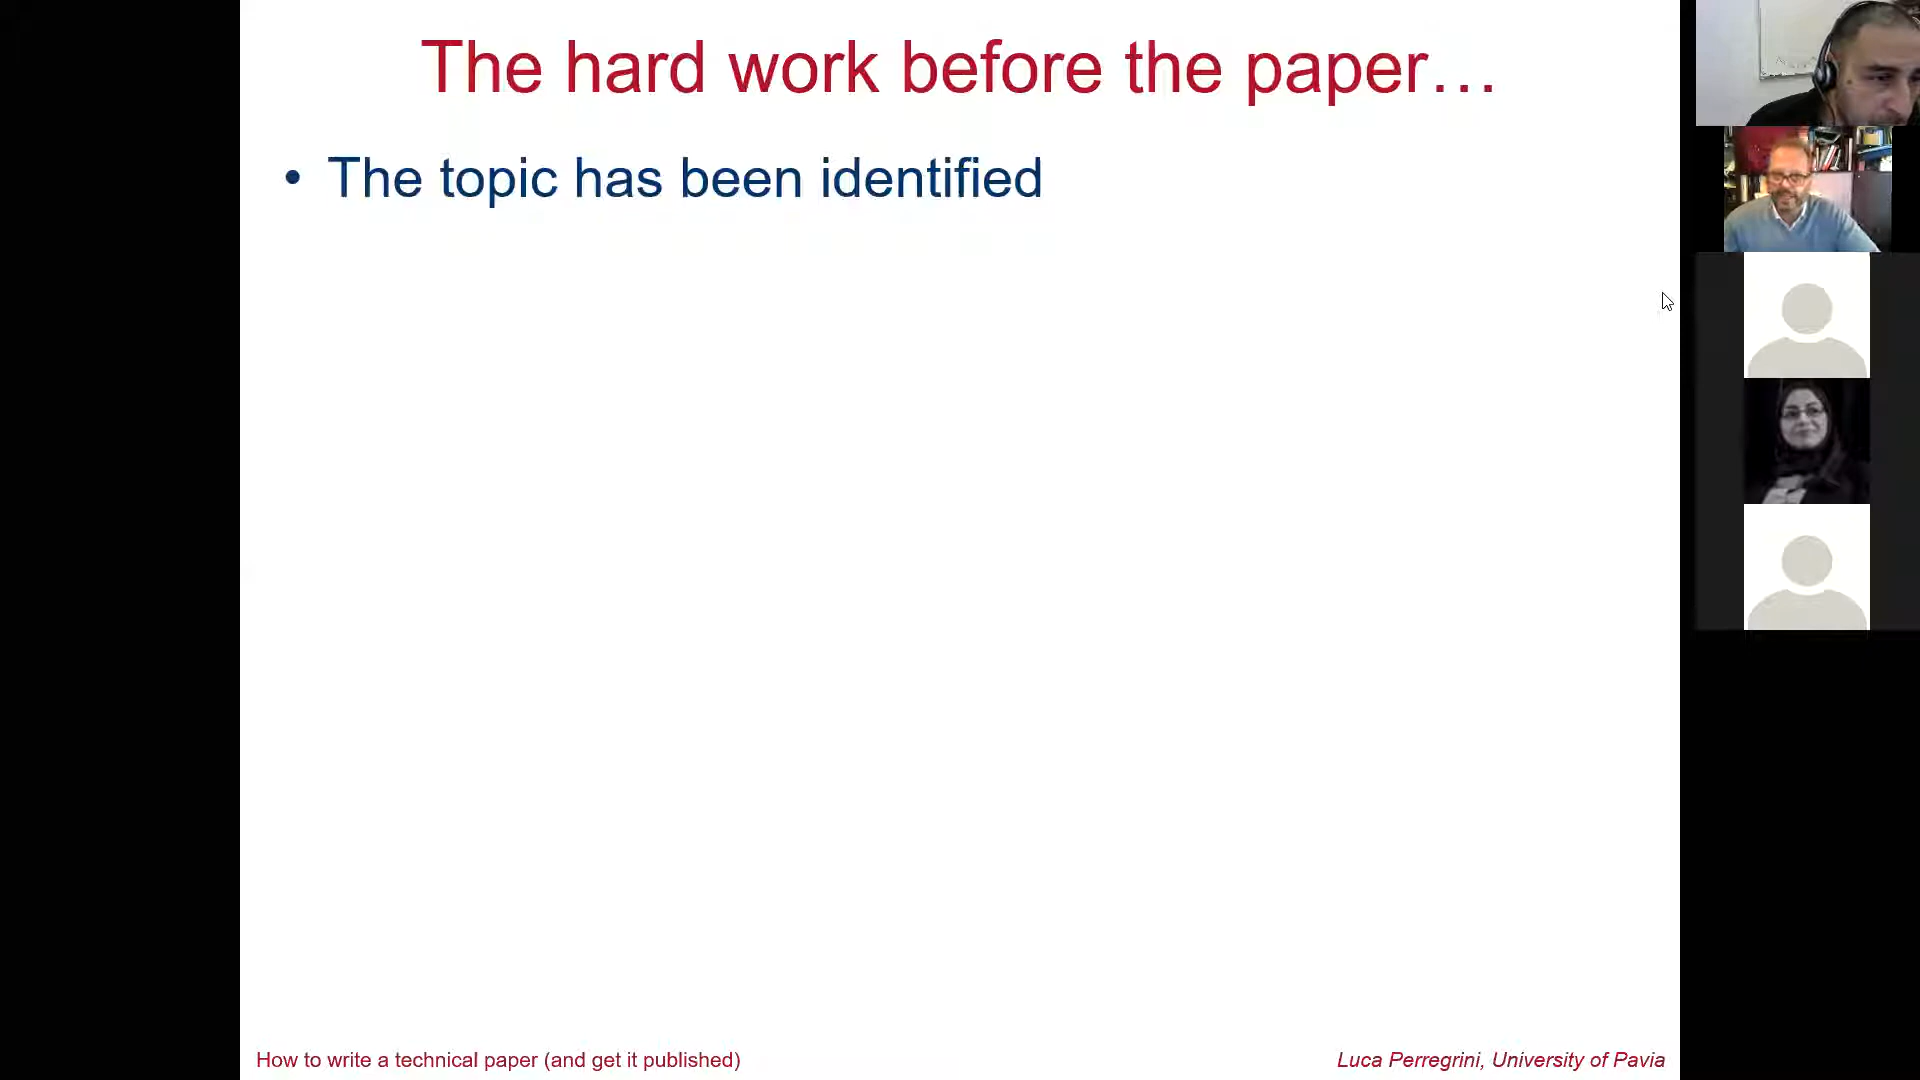 The hard work before the paper…
• The topic has been identified
How to write a technical paper (and get it published)
Luca Perregrini, University of Pavia